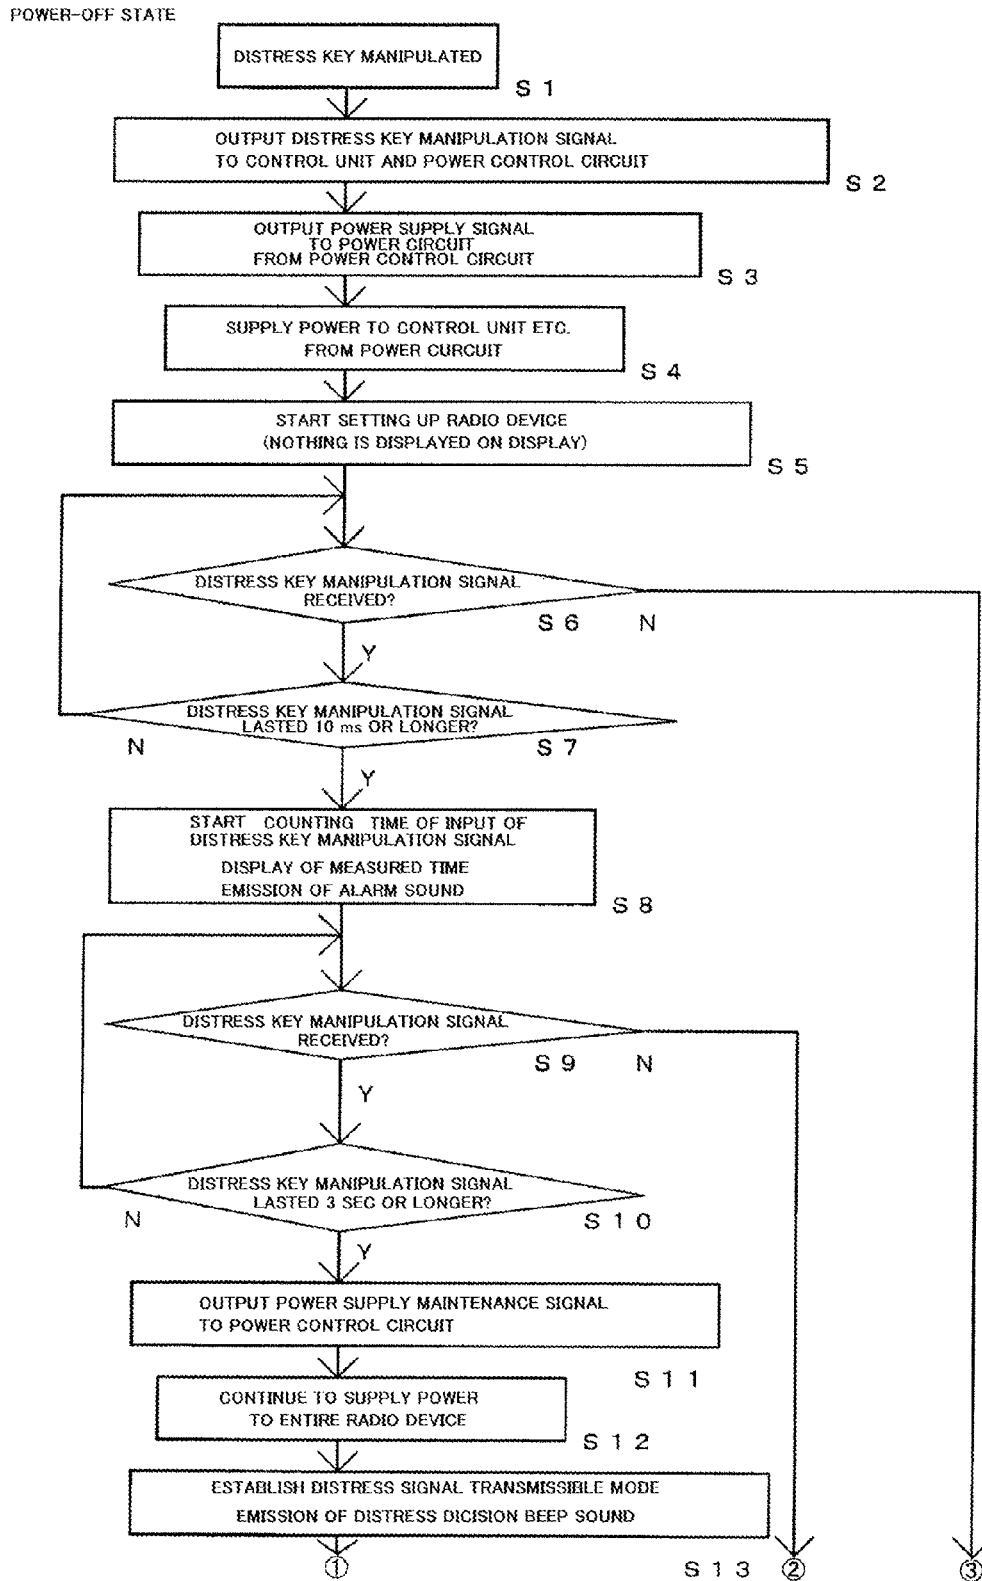 POWER-OFF STATE
DISTRESS KEY MANIPULATED
S 1
OUTPUT DISTRESS KEY MANIPULATION SIGNAL
TO CONTROL UNIT AND POWER CONTROL CIRCUIT
S 2
OUTPUT POWER SUPPLY SIGNAL
TO POWER CIRCUIT
FROM POWER CONTROL CIRCUIT
S 3
SUPPLY POWER TO CONTROL UNIT ETC.
FROM POWER CURCUIT
S 4
START SETTING UP RADIO DEVICE
(NOTHING IS DISPLAYED ON DISPLAY)
S 5
DISTRESS KEY MANIPULATION SIGNAL
RECEIVED?
S 6
N
Y
DISTRESS KEY MANIPULATION SIGNAL
LASTED 10 ms OR LONGER?
N
S 7
Y
START COUNTING TIME OF INPUT OF
DISTRESS KEY MANIPULATION SIGNAL
DISPLAY OF MEASURED TIME
EMISSION OF ALARM SOUND
S 8
DISTRESS KEY MANIPULATION SIGNAL
RECEIVED?
S 9
N
Y
DISTRESS KEY MANIPULATION SIGNAL
LASTED 3 SEC OR LONGER?
N
S 1 0
Y
OUTPUT POWER SUPPLY MAINTENANCE SIGNAL
TO POWER CONTROL CIRCUIT
S 1 1
CONTINUE TO SUPPLY POWER
TO ENTIRE RADIO DEVICE
S 1 2
ESTABLISH DISTRESS SIGNAL TRANSMISSIBLE MODE
EMISSION OF DISTRESS DICISION BEEP SOUND
S 1 3
① ② ③